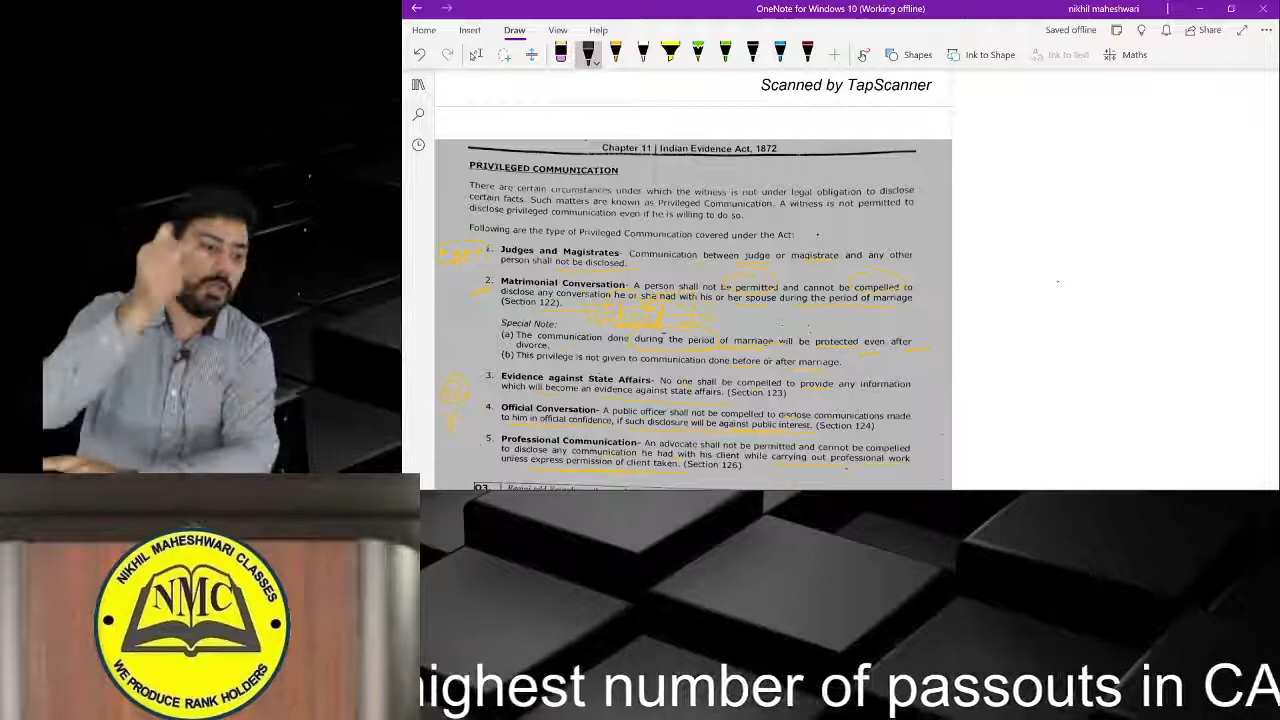 OneNote for Windows 10 (Working offline)
nikhil maheshwari
Home Insert Draw View Help
Saved offline
Share
Shapes
Ink to Shape
Ink to Text
Maths
Scanned by TapScanner
Chapter 11 | Indian Evidence Act, 1872
PRIVILEGED COMMUNICATION
There are certain circumstances under which the witness is not under legal obligation to disclose
certain facts. Such matters are known as Privileged Communication. A witness is not permitted to
disclose privileged communication even if he is willing to do so.
Following are the type of Privileged Communication covered under the Act:
1. Judges and Magistrates- Communication between judge or magistrate and any other
person shall not be disclosed.
2. Matrimonial Conversation- A person shall not be permitted and cannot be compelled to
disclose any conversation he or she had with his or her spouse during the period of marriage
(Section 122).
Special Note:
(a) The communication done during the period of marriage will be protected even after
divorce.
(b) This privilege is not given to communication done before or after marriage.
3. Evidence against State Affairs- No one shall be compelled to provide any information
which will become an evidence against state affairs. (Section 123)
4. Official Conversation- A public officer shall not be compelled to disclose communications made
to him in official confidence, if such disclosure will be against public interest. (Section 124)
5. Professional Communication- An advocate shall not be permitted and cannot be compelled
to disclose any communication he had with his client while carrying out professional work
unless express permission of client taken. (Section 126)
Q3.
NIKHIL MAHESHWARI CLASSES
NMC
WE PRODUCE RANK HOLDERS
highest number of passouts in CA